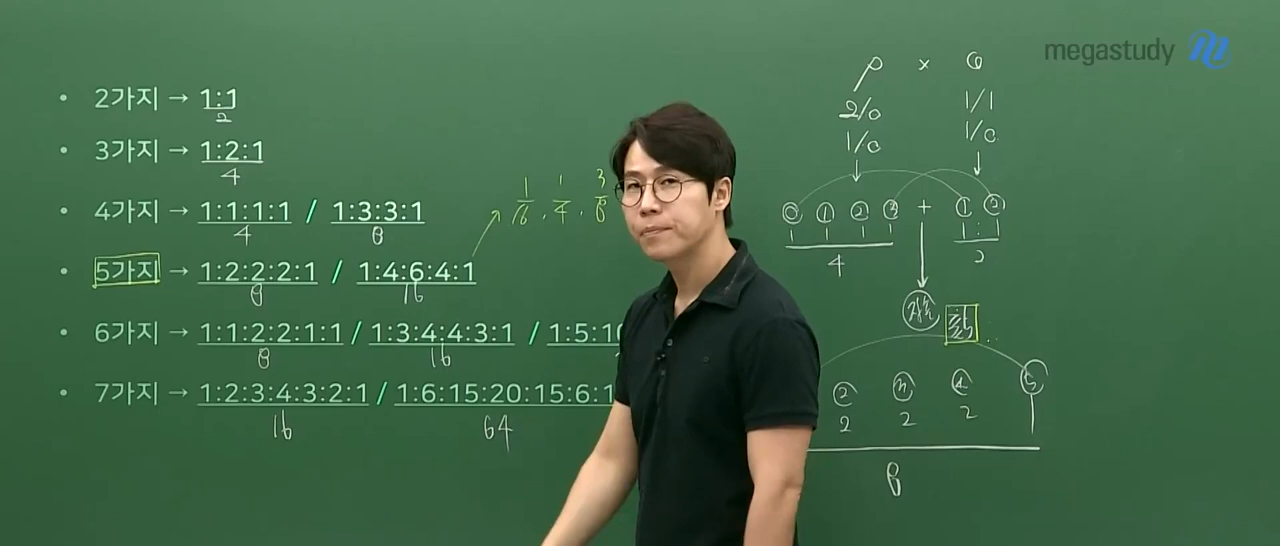 megastudy
• 2가지 → 1:1
2
• 3가지 → 1:2:1
4
• 4가지 → 1:1:1:1 / 1:3:3:1
4 8
• 5가지 → 1:2:2:2:1 / 1:4:6:4:1
8 16
1/16, 1/4, 3/8
• 6가지 → 1:1:2:2:1:1 / 1:3:4:4:3:1 / 1:5:10
8 16
• 7가지 → 1:2:3:4:3:2:1 / 1:6:15:20:15:6:1
16 64
P × Q
2/0 1/1
1/0 1/0
⓪ ① ② ③ + ① ②
1 1 1 1 1 : 1
4 2
② ③ ④ ⑤
2 2 2 1
8